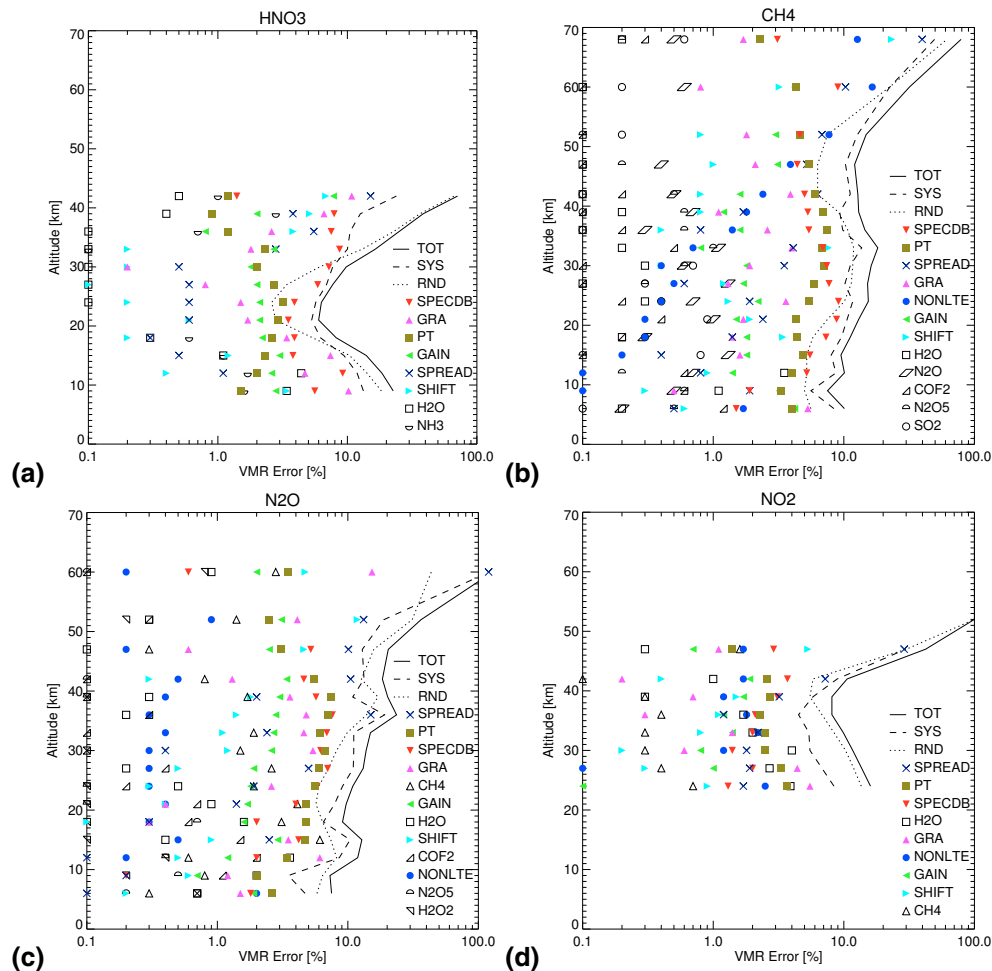 HNO3
70
60
50
40
30
20
10
0
Altitude [km]
0.1 1.0 10.0 100.0
VMR Error [%]
TOT
SYS
RND
SPECDB
GRA
PT
GAIN
SPREAD
SHIFT
H2O
NH3
(a)
CH4
70
60
50
40
30
20
10
0
Altitude [km]
0.1 1.0 10.0 100.0
VMR Error [%]
TOT
SYS
RND
SPECDB
PT
SPREAD
GRA
NONLTE
GAIN
SHIFT
H2O
N2O
COF2
N2O5
SO2
(b)
N2O
70
60
50
40
30
20
10
0
Altitude [km]
0.1 1.0 10.0 100.0
VMR Error [%]
TOT
SYS
RND
SPREAD
PT
SPECDB
GRA
CH4
GAIN
H2O
SHIFT
COF2
NONLTE
N2O5
H2O2
(c)
NO2
70
60
50
40
30
20
10
0
Altitude [km]
0.1 1.0 10.0 100.0
VMR Error [%]
TOT
SYS
RND
SPREAD
PT
SPECDB
H2O
GRA
NONLTE
GAIN
SHIFT
CH4
(d)